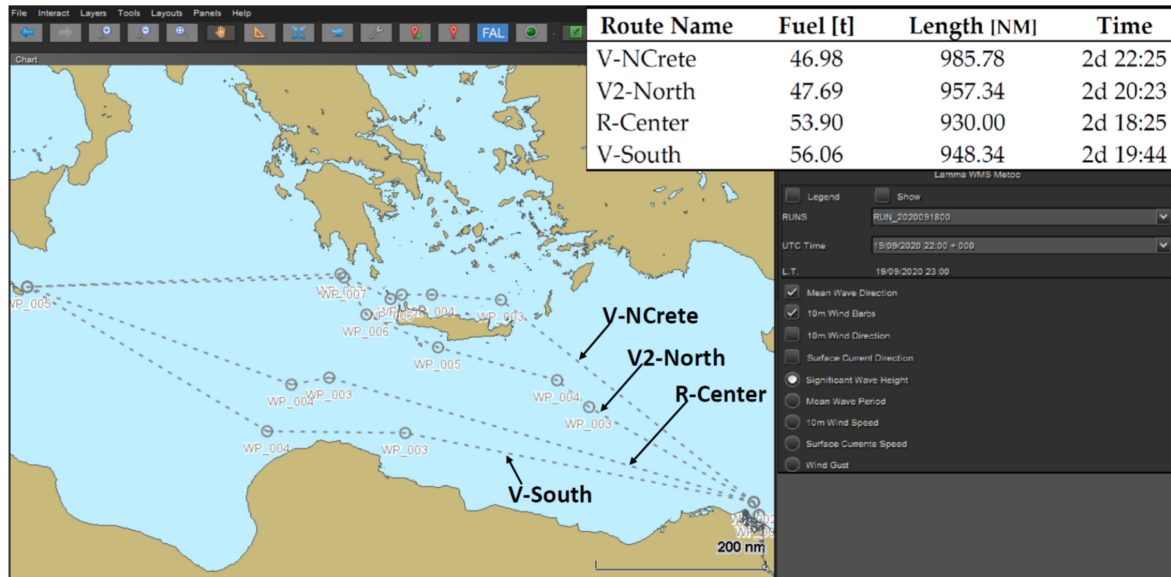 File Interact Layers Tools Layouts Panels Help
FAL
Chart
Route Name Fuel [t] Length [NM] Time
V-NCrete 46.98 985.78 2d 22:25
V2-North 47.69 957.34 2d 20:23
R-Center 53.90 930.00 2d 18:25
V-South 56.06 948.34 2d 19:44
Lamma WMS Metoc
Legend Show
RUNS RUN_2020091800
UTC Time 19/09/2020 22:00 + 000
L.T. 19/09/2020 23:00
Mean Wave Direction
10m Wind Barbs
10m Wind Direction
Surface Current Direction
Significant Wave Height
Mean Wave Period
10m Wind Speed
Surface Currente Speed
Wind Gust
WP_005
WP_007
WP_006
WP_004
WP_003
WP_006
WP_005
WP_004
WP_003
WP_004
WP_003
WP_004
WP_003
V-NCrete
V2-North
R-Center
V-South
200 nm